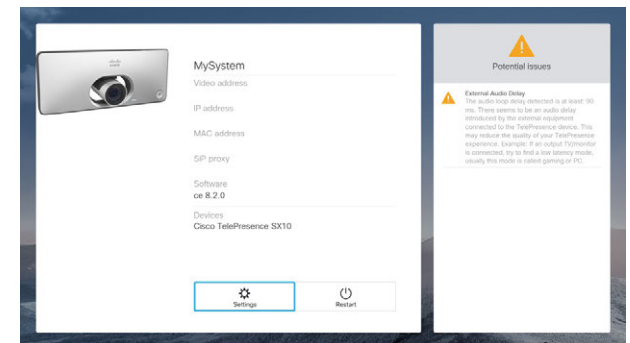 cisco
MySystem
Video address
IP address
MAC address
SIP proxy
Software
ce 8.2.0
Devices
Cisco TelePresence SX10
Settings
Restart
Potential issues
External Audio Delay
The audio loop delay detected is at least: 90
ms. There seems to be an audio delay
introduced by the external equipment
connected to the TelePresence device. This
may reduce the quality of your TelePresence
experience. Example: If an output TV/monitor
is connected, try to find a low latency mode,
usually this mode is called gaming or PC